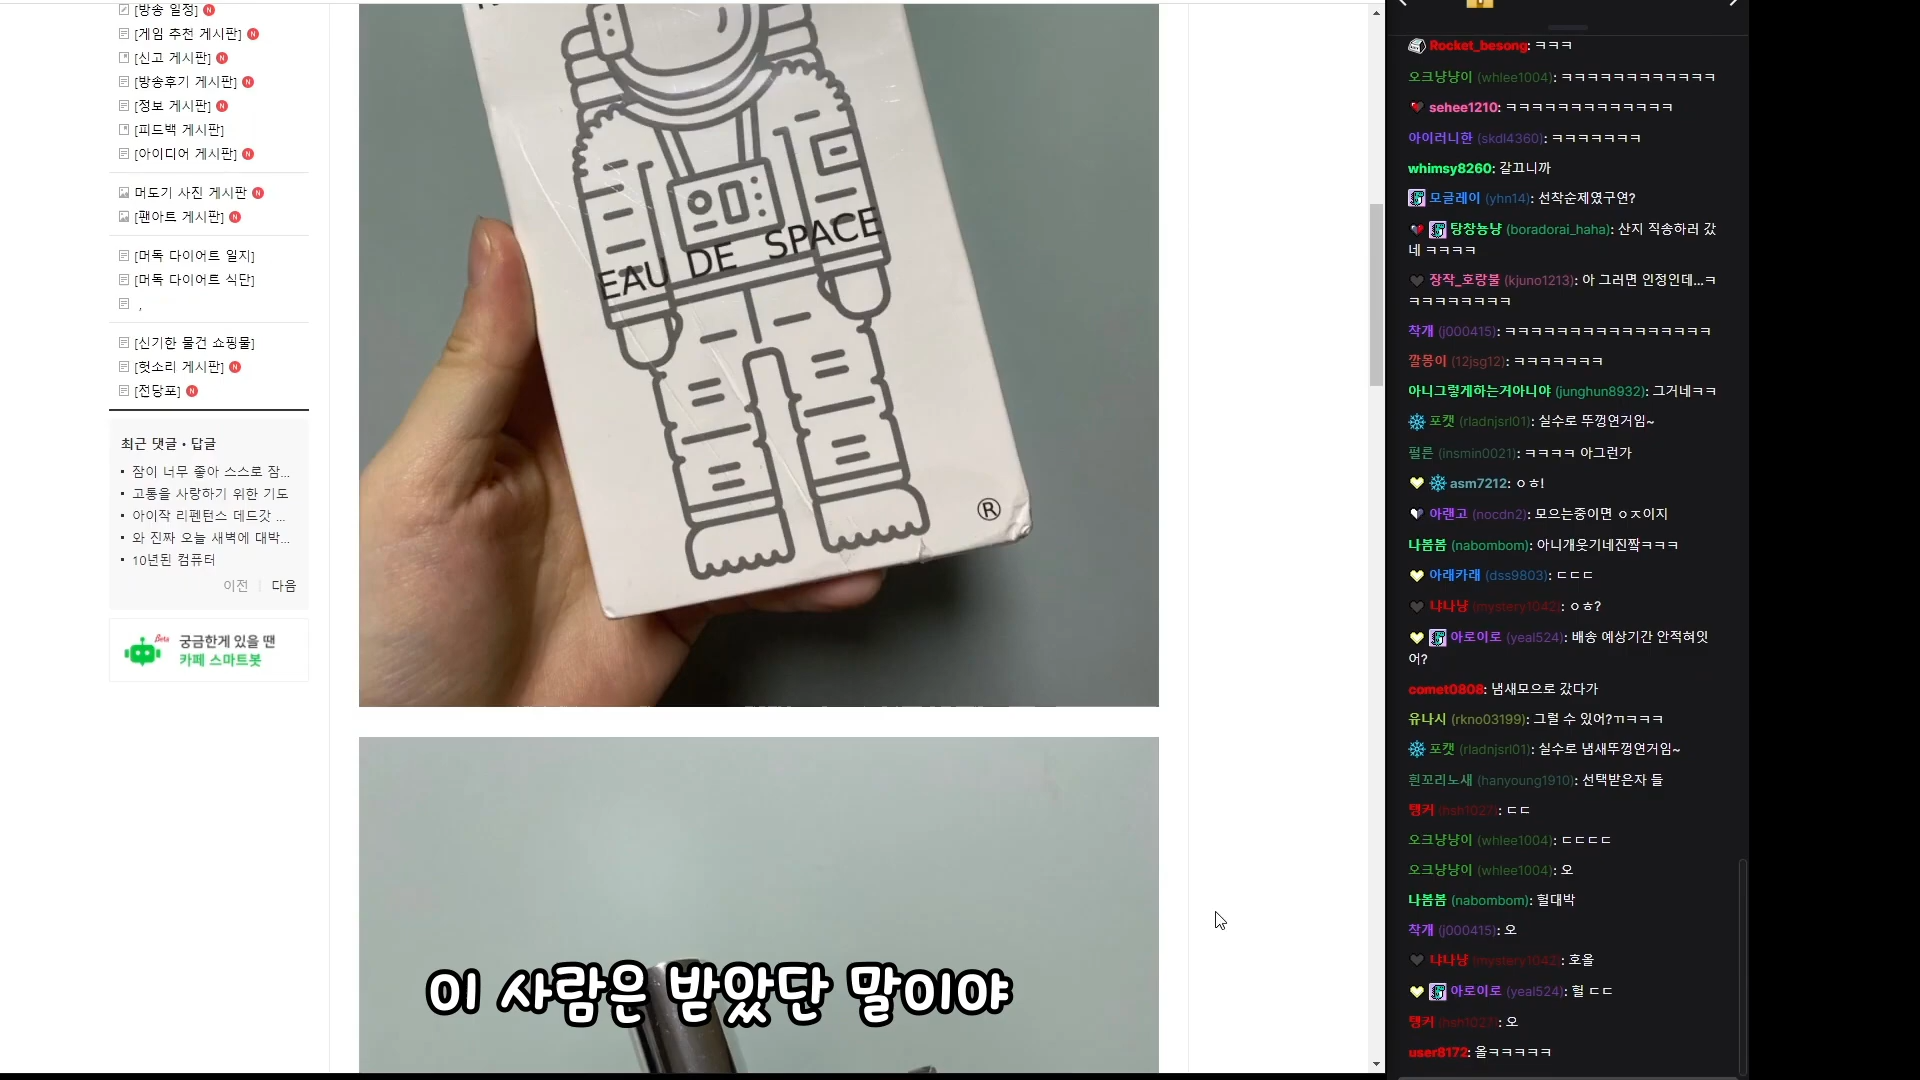 [방송 일정]
[게임 추천 게시판]
[신고 게시판]
[방송후기 게시판]
[정보 게시판]
[피드백 게시판]
[아이디어 게시판]
머도기 사진 게시판
[팬아트 게시판]
[머독 다이어트 일지]
[머독 다이어트 식단]
,
[신기한 물건 쇼핑몰]
[헛소리 게시판]
[전당포]
최근 댓글・답글
잠이 너무 좋아 스스로 잠...
고통을 사랑하기 위한 기도
아이작 리펜턴스 데드갓 ...
와 진짜 오늘 새벽에 대박...
10년된 컴퓨터
이전 | 다음
Beta
궁금한게 있을 땐
카페 스마트봇
EAU DE SPACE
®
이 사람은 받았단 말이야
Rocket_besong: ㅋㅋㅋ
오크냥냥이 (whlee1004): ㅋㅋㅋㅋㅋㅋㅋㅋㅋㅋㅋㅋ
sehee1210: ㅋㅋㅋㅋㅋㅋㅋㅋㅋㅋㅋㅋㅋ
아이러니한 (skdl4360): ㅋㅋㅋㅋㅋㅋㅋ
whimsy8260: 갈끄니까
모글레이 (yhn14): 선착순제였구연?
탕창뇽냥 (boradorai_haha): 산지 직송하러 갔
네 ㅋㅋㅋㅋ
장작_호랑불 (kjuno1213): 아 그러면 인정인데...ㅋ
ㅋㅋㅋㅋㅋㅋㅋㅋ
착개 (j000415): ㅋㅋㅋㅋㅋㅋㅋㅋㅋㅋㅋㅋㅋㅋㅋㅋ
깔몽이 (12jsg12): ㅋㅋㅋㅋㅋㅋㅋ
아니그렇게하는거아니야 (junghun8932): 그거네ㅋㅋ
포캣 (rladnjsrl01): 실수로 뚜껑연거임~
펄른 (insmin0021): ㅋㅋㅋㅋ 아그런가
asm7212: ㅇㅎ!
아랜고 (nocdn2): 모으는중이면 ㅇㅈ이지
나봄봄 (nabombom): 아니개웃기네진짴ㅋㅋㅋ
아래카래 (dss9803): ㄷㄷㄷ
냐냐냥 (mystery1042): ㅇㅎ?
아로이로 (yeal524): 배송 예상기간 안적혀잇
어?
comet0808: 냄새모으로 갔다가
유나시 (rkno03199): 그럴 수 있어?ㄲㅋㅋㅋ
포캣 (rladnjsrl01): 실수로 냄새뚜껑연거임~
흰꼬리노새 (hanyoung1910): 선택받은자 들
탱커 (hsh1027): ㄷㄷ
오크냥냥이 (whlee1004): ㄷㄷㄷㄷ
오크냥냥이 (whlee1004): 오
나봄봄 (nabombom): 헐대박
착개 (j000415): 오
냐냐냥 (mystery1042): 호올
아로이로 (yeal524): 헐 ㄷㄷ
탱커 (hsh1027): 오
user8172: 올ㅋㅋㅋㅋㅋ